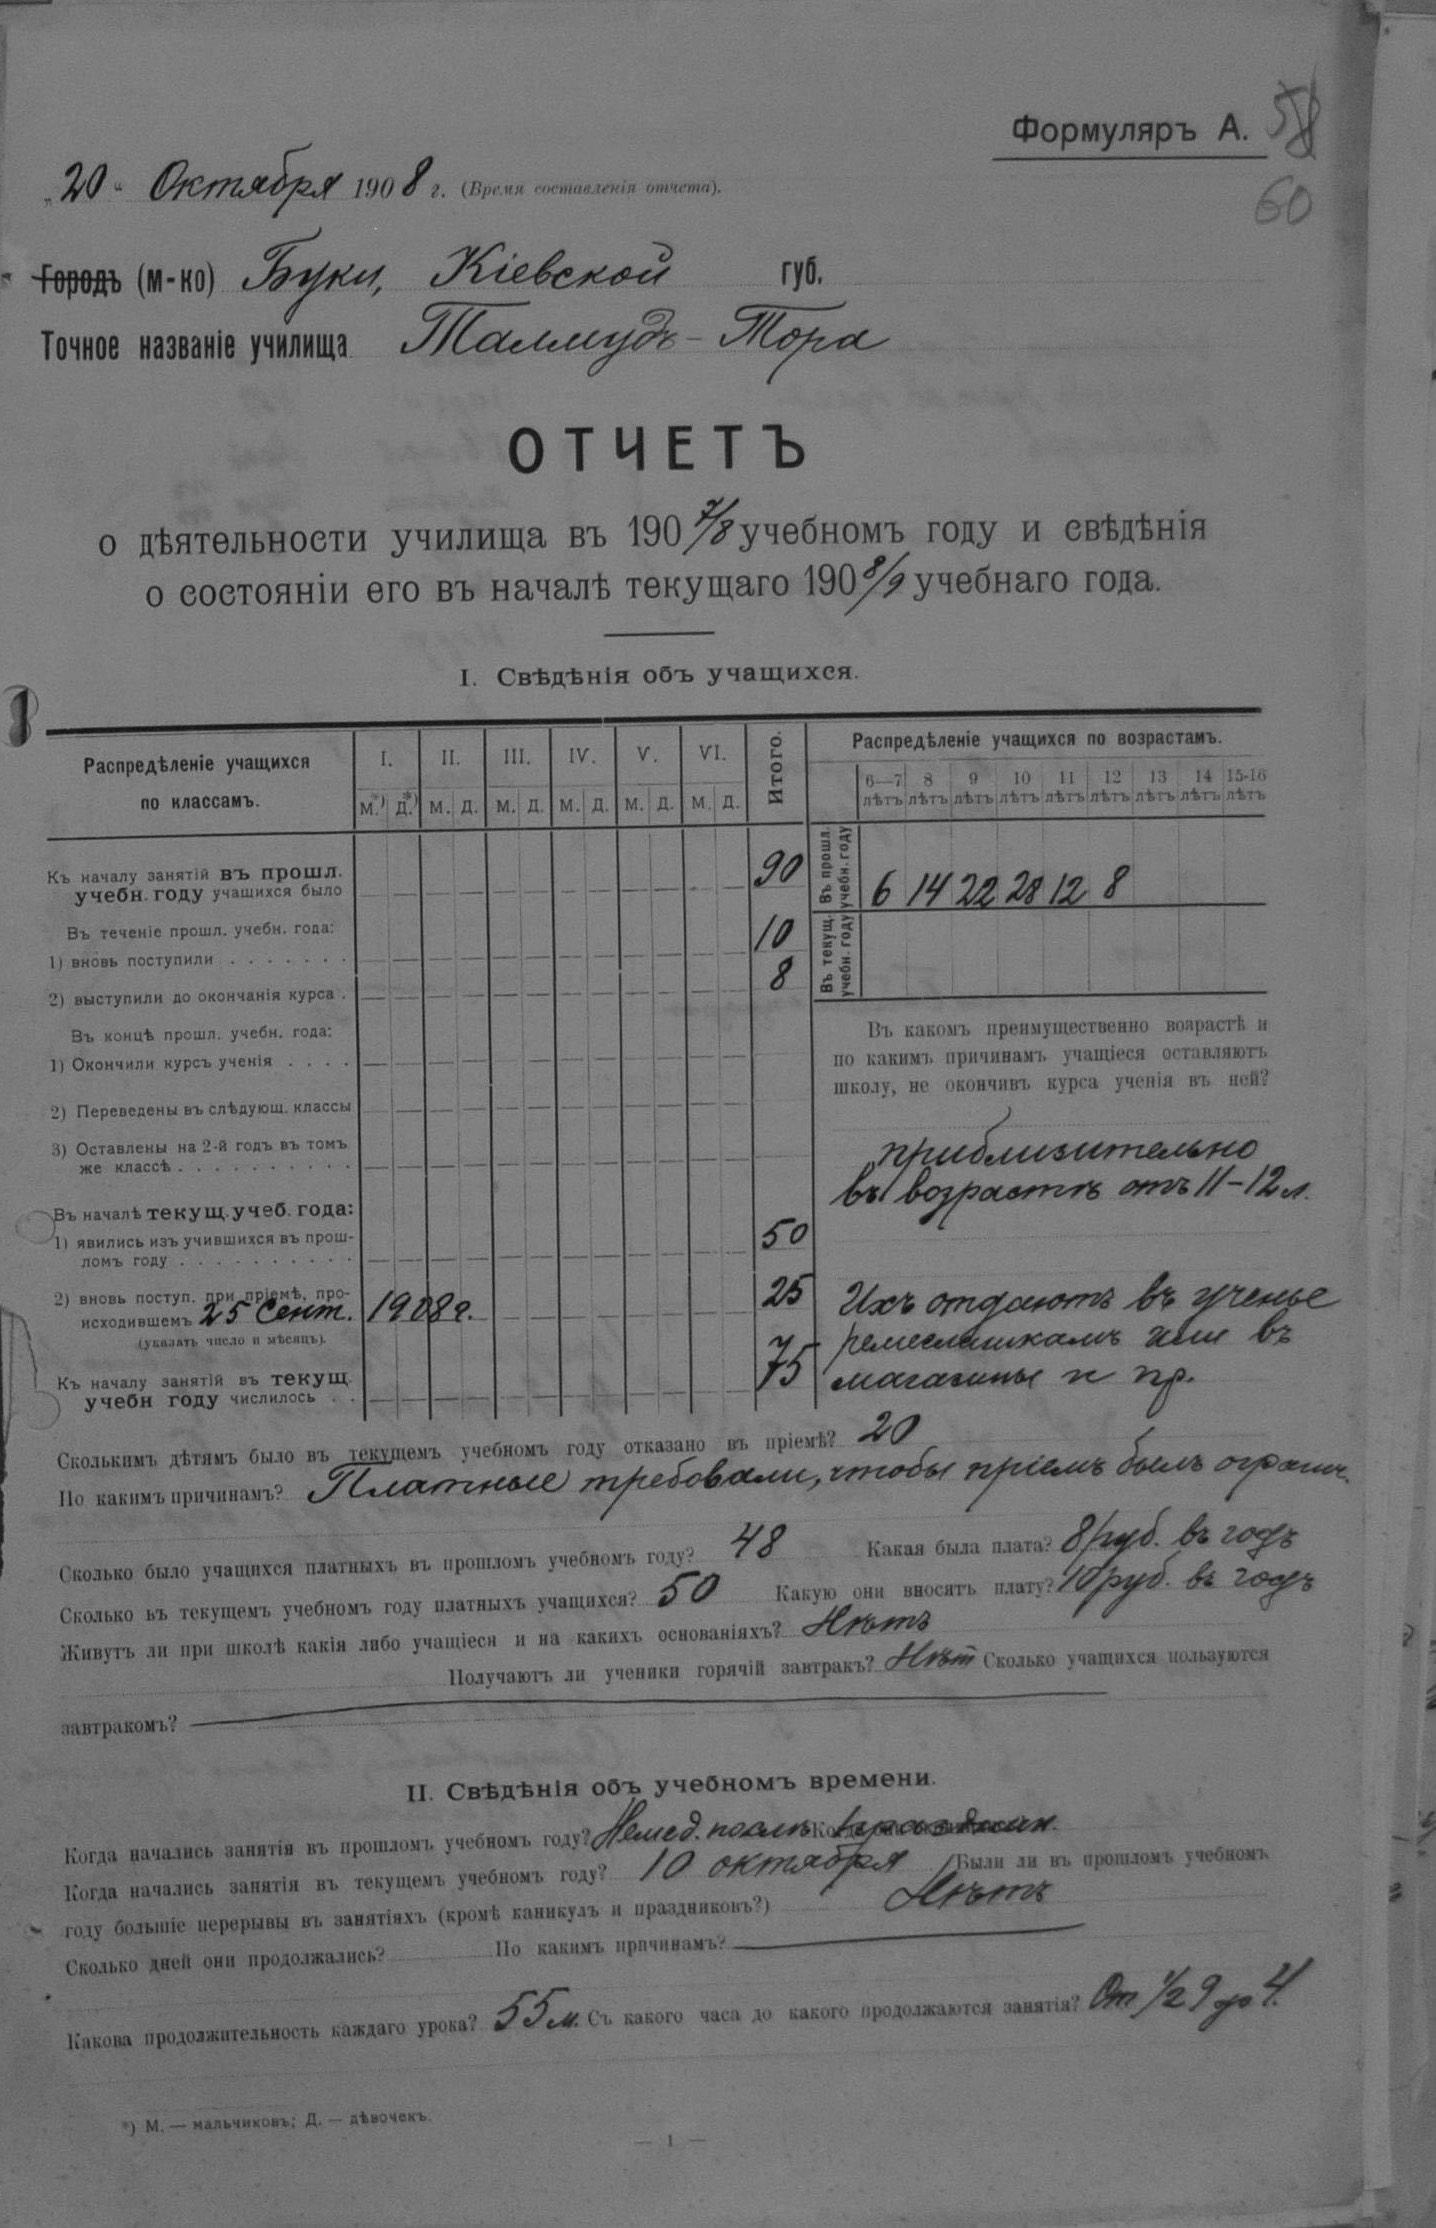 Формуляръ А. 58
60
„20“ Октября 1908 г. (Время составленія отчета).
Городъ (м-ко) Буки, Кіевской губ.
Точное названіе училища Талмудъ-Тора
ОТЧЕТЪ
о дѣятельности училища въ 1907/8 учебномъ году и свѣдѣнія
о состояніи его въ началѣ текущаго 1908/9 учебнаго года.
I. Свѣдѣнія объ учащихся.
Распредѣленіе учащихся по классамъ. I. II. III. IV. V. VI. Итого.
м.*) д.*) м. д. м. д. м. д. м. д. м. д.
Къ началу занятій въ прошл.
учебн. году учащихся было 90
Въ теченіе прошл. учебн. года:
1) вновь поступили . . . . . . . 10
2) выступили до окончанія курса . 8
Въ концѣ прошл. учебн. года:
1) Окончили курсъ ученія . . . .
2) Переведены въ слѣдующ. классы
3) Оставлены на 2-й годъ въ томъ
же классѣ . . . . . . . . . .
Въ началѣ текущ. учеб. года:
1) явились изъ учившихся въ прош-
ломъ году . . . . . . . . . . 50
2) вновь поступ. при пріемѣ, про-
исходившемъ 25 Сент. 1908 г. 25
(указать число и мѣсяцъ).
Къ началу занятій въ текущ.
учебн году числилось . . 75
Распредѣленіе учащихся по возрастамъ.
6—7 8 9 10 11 12 13 14 15-16
лѣтъ лѣтъ лѣтъ лѣтъ лѣтъ лѣтъ лѣтъ лѣтъ лѣтъ
Въ прошл. учебн. году 6 14 22 28 12 8
Въ текущ. учебн. году
Въ какомъ преимущественно возрастѣ и
по какимъ причинамъ учащіеся оставляютъ
школу, не окончивъ курса ученія въ ней?
приблизительно
въ возрастѣ отъ 11-12 л.
Ихъ отдаютъ въ ученье
ремесленикамъ или въ
магазины и пр.
Сколькимъ дѣтямъ было въ текущемъ учебномъ году отказано въ пріемѣ? 20
По какимъ причинамъ? Платные требовали, чтобы пріемъ былъ огранич.
Сколько было учащихся платныхъ въ прошломъ учебномъ году? 48 Какая была плата? 8 руб. въ годъ
Сколько въ текущемъ учебномъ году платныхъ учащихся? 50 Какую они вносятъ плату? 10 руб. въ годъ
Живутъ ли при школѣ какія либо учащіеся и на какихъ основаніяхъ? Нѣтъ
Получаютъ ли ученики горячій завтракъ? Нѣт Сколько учащихся пользуются
завтракомъ?
II. Свѣдѣнія объ учебномъ времени.
Когда начались занятія въ прошломъ учебномъ году? Немед. послѣ
Когда начались занятія въ текущемъ учебномъ году? 10 октября Были ли въ прошломъ учебномъ
году большіе перерывы въ занятіяхъ (кромѣ каникулъ и праздниковъ?) Нѣтъ
Сколько дней они продолжались? По какимъ причинамъ?
Какова продолжительность каждаго урока? 55 м. Съ какого часа до какого продолжаются занятія? От 1/2 9 до 4.
*) М. — мальчиковъ; Д. — дѣвочекъ.
— 1 —